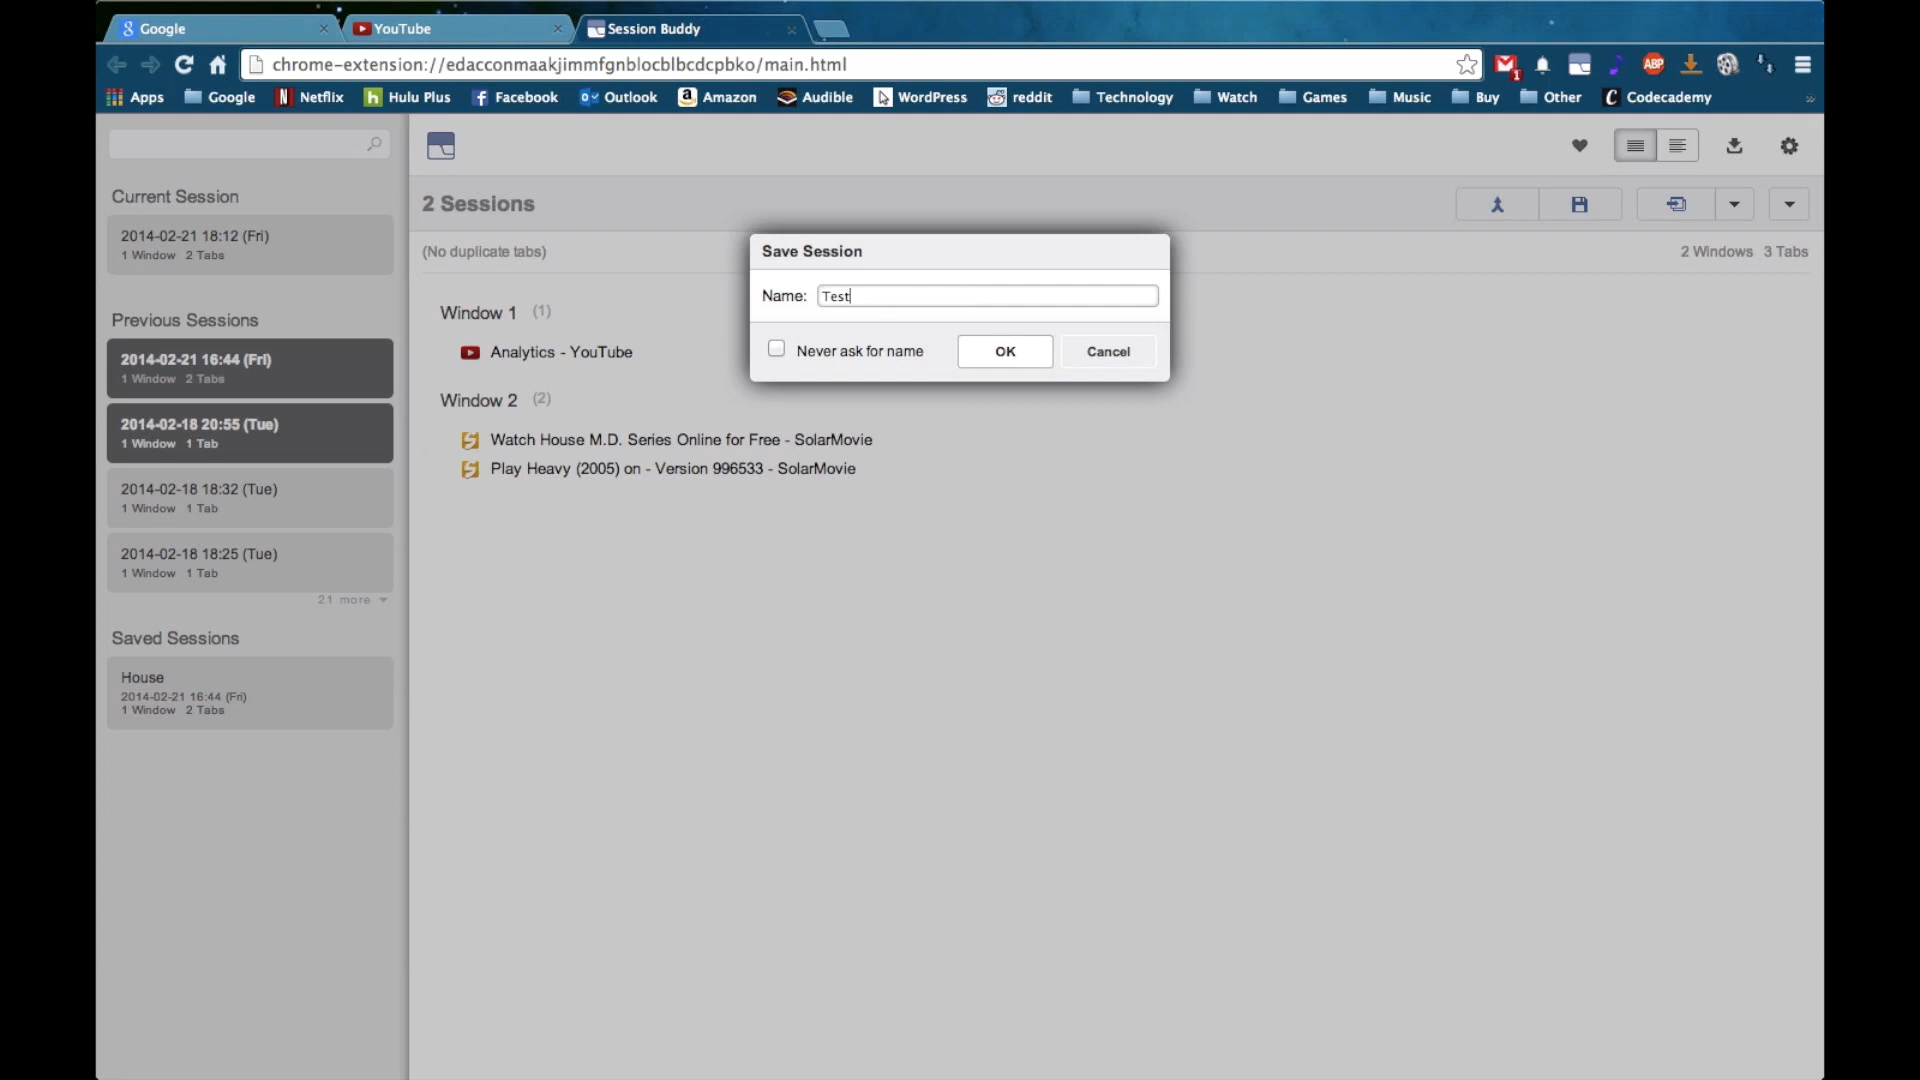 Google
YouTube
Session Buddy
chrome-extension://edacconmaakjimmfgnblocblbcdcpbko/main.html
1
ABP
Apps Google Netflix Hulu Plus Facebook Outlook Amazon Audible WordPress reddit Technology Watch Games Music Buy Other Codecademy
Current Session
2014-02-21 18:12 (Fri)
1 Window 2 Tabs
Previous Sessions
2014-02-21 16:44 (Fri)
1 Window 2 Tabs
2014-02-18 20:55 (Tue)
1 Window 1 Tab
2014-02-18 18:32 (Tue)
1 Window 1 Tab
2014-02-18 18:25 (Tue)
1 Window 1 Tab
21 more
Saved Sessions
House
2014-02-21 16:44 (Fri)
1 Window 2 Tabs
2 Sessions
(No duplicate tabs)
2 Windows 3 Tabs
Window 1 (1)
Analytics - YouTube
Window 2 (2)
Watch House M.D. Series Online for Free - SolarMovie
Play Heavy (2005) on - Version 996533 - SolarMovie
Save Session
Name: Test
Never ask for name OK Cancel